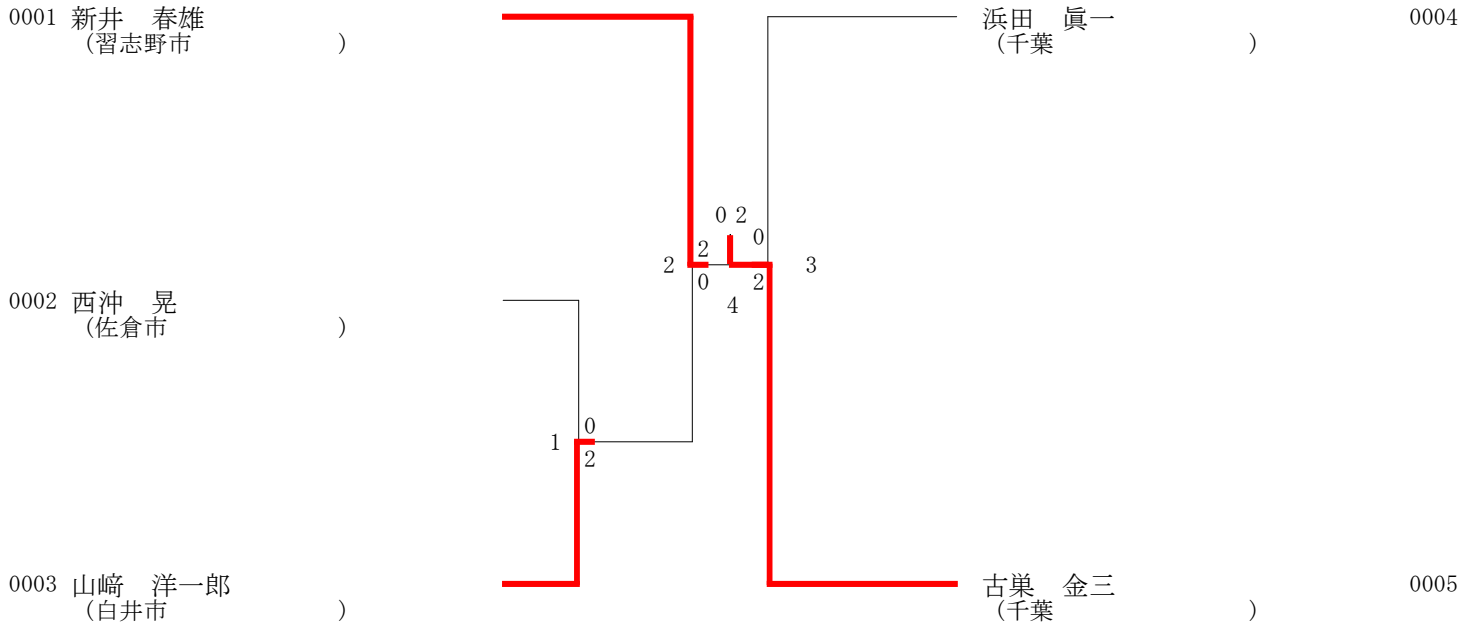 0001 新井　春雄
(習志野市　　　　　　)
浜田　眞一 0004
(千葉　　　　　　　　)
0 2
0
2
2 3
0 2
4
0002 西沖　晃
(佐倉市　　　　　　　)
0
1
2
0003 山﨑　洋一郎
(白井市　　　　　　　)
古巣　金三 0005
(千葉　　　　　　　　)